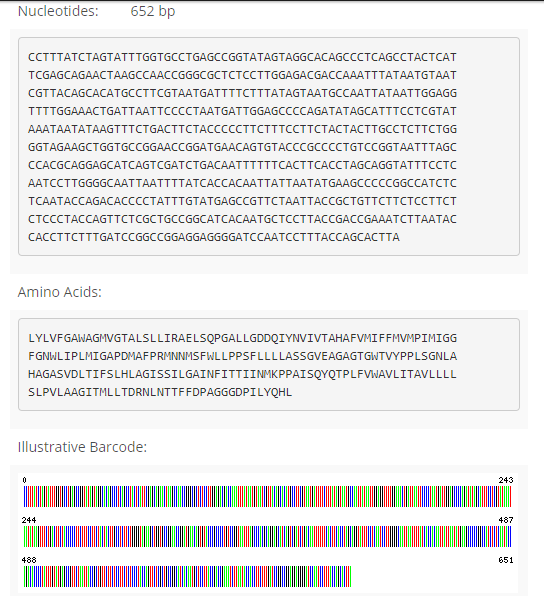 Nucleotides: 652 bp
CCTTTATCTAGTATTTGGTGCCTGAGCCGGTATAGTAGGCACAGCCCTCAGCCTACTCAT
TCGAGCAGAACTAAGCCAACCGGGCGCTCTCCTTGGAGACGACCAAATTTATAATGTAAT
CGTTACAGCACATGCCTTCGTAATGATTTTCTTTATAGTAATGCCAATTATAATTGGAGG
TTTTGGAAACTGATTAATTCCCCTAATGATTGGAGCCCCAGATATAGCATTTCCTCGTAT
AAATAATATAAGTTTCTGACTTCTACCCCCTTCTTTCCTTCTACTACTTGCCTCTTCTGG
GGTAGAAGCTGGTGCCGGAACCGGATGAACAGTGTACCCGCCCCTGTCCGGTAATTTAGC
CCACGCAGGAGCATCAGTCGATCTGACAATTTTTTCACTTCACCTAGCAGGTATTTCCTC
AATCCTTGGGGCAATTAATTTTATCACCACAATTATTAATATGAAGCCCCCGGCCATCTC
TCAATACCAGACACCCCTATTTGTATGAGCCGTTCTAATTACCGCTGTTCTTCTCCTTCT
CTCCCTACCAGTTCTCGCTGCCGGCATCACAATGCTCCTTACCGACCGAAATCTTAATAC
CACCTTCTTTGATCCGGCCGGAGGAGGGGATCCAATCCTTTACCAGCACTTA
Amino Acids:
LYLVFGAWAGMVGTALSLLIRAELSQPGALLGDDQIYNVIVTAHAFVMIFFMVMPIMIGG
FGNWLIPLMIGAPDMAFPRMNNMSFWLLPPSFLLLLASSGVEAGAGTGWTVYPPLSGNLA
HAGASVDLTIFSLHLAGISSILGAINFITTIINMKPPAISQYQTPLFVWAVLITAVLLLL
SLPVLAAGITMLLTDRNLNTTFFDPAGGGDPILYQHL
Illustrative Barcode:
0 243
244 487
488 651